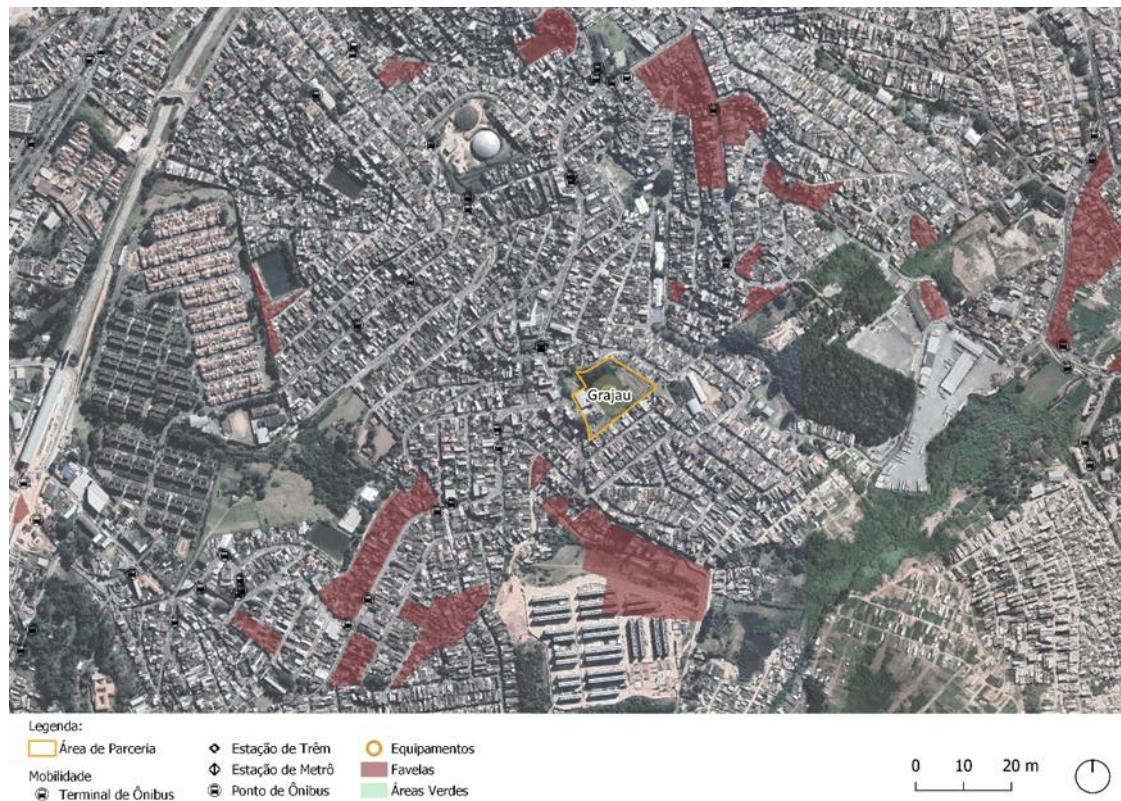 Grajau
Legenda:
Área de Parceria
Mobilidade
Terminal de Ônibus
Estação de Trêm
Estação de Metrô
Ponto de Ônibus
Equipamentos
Favelas
Áreas Verdes
0 10 20 m